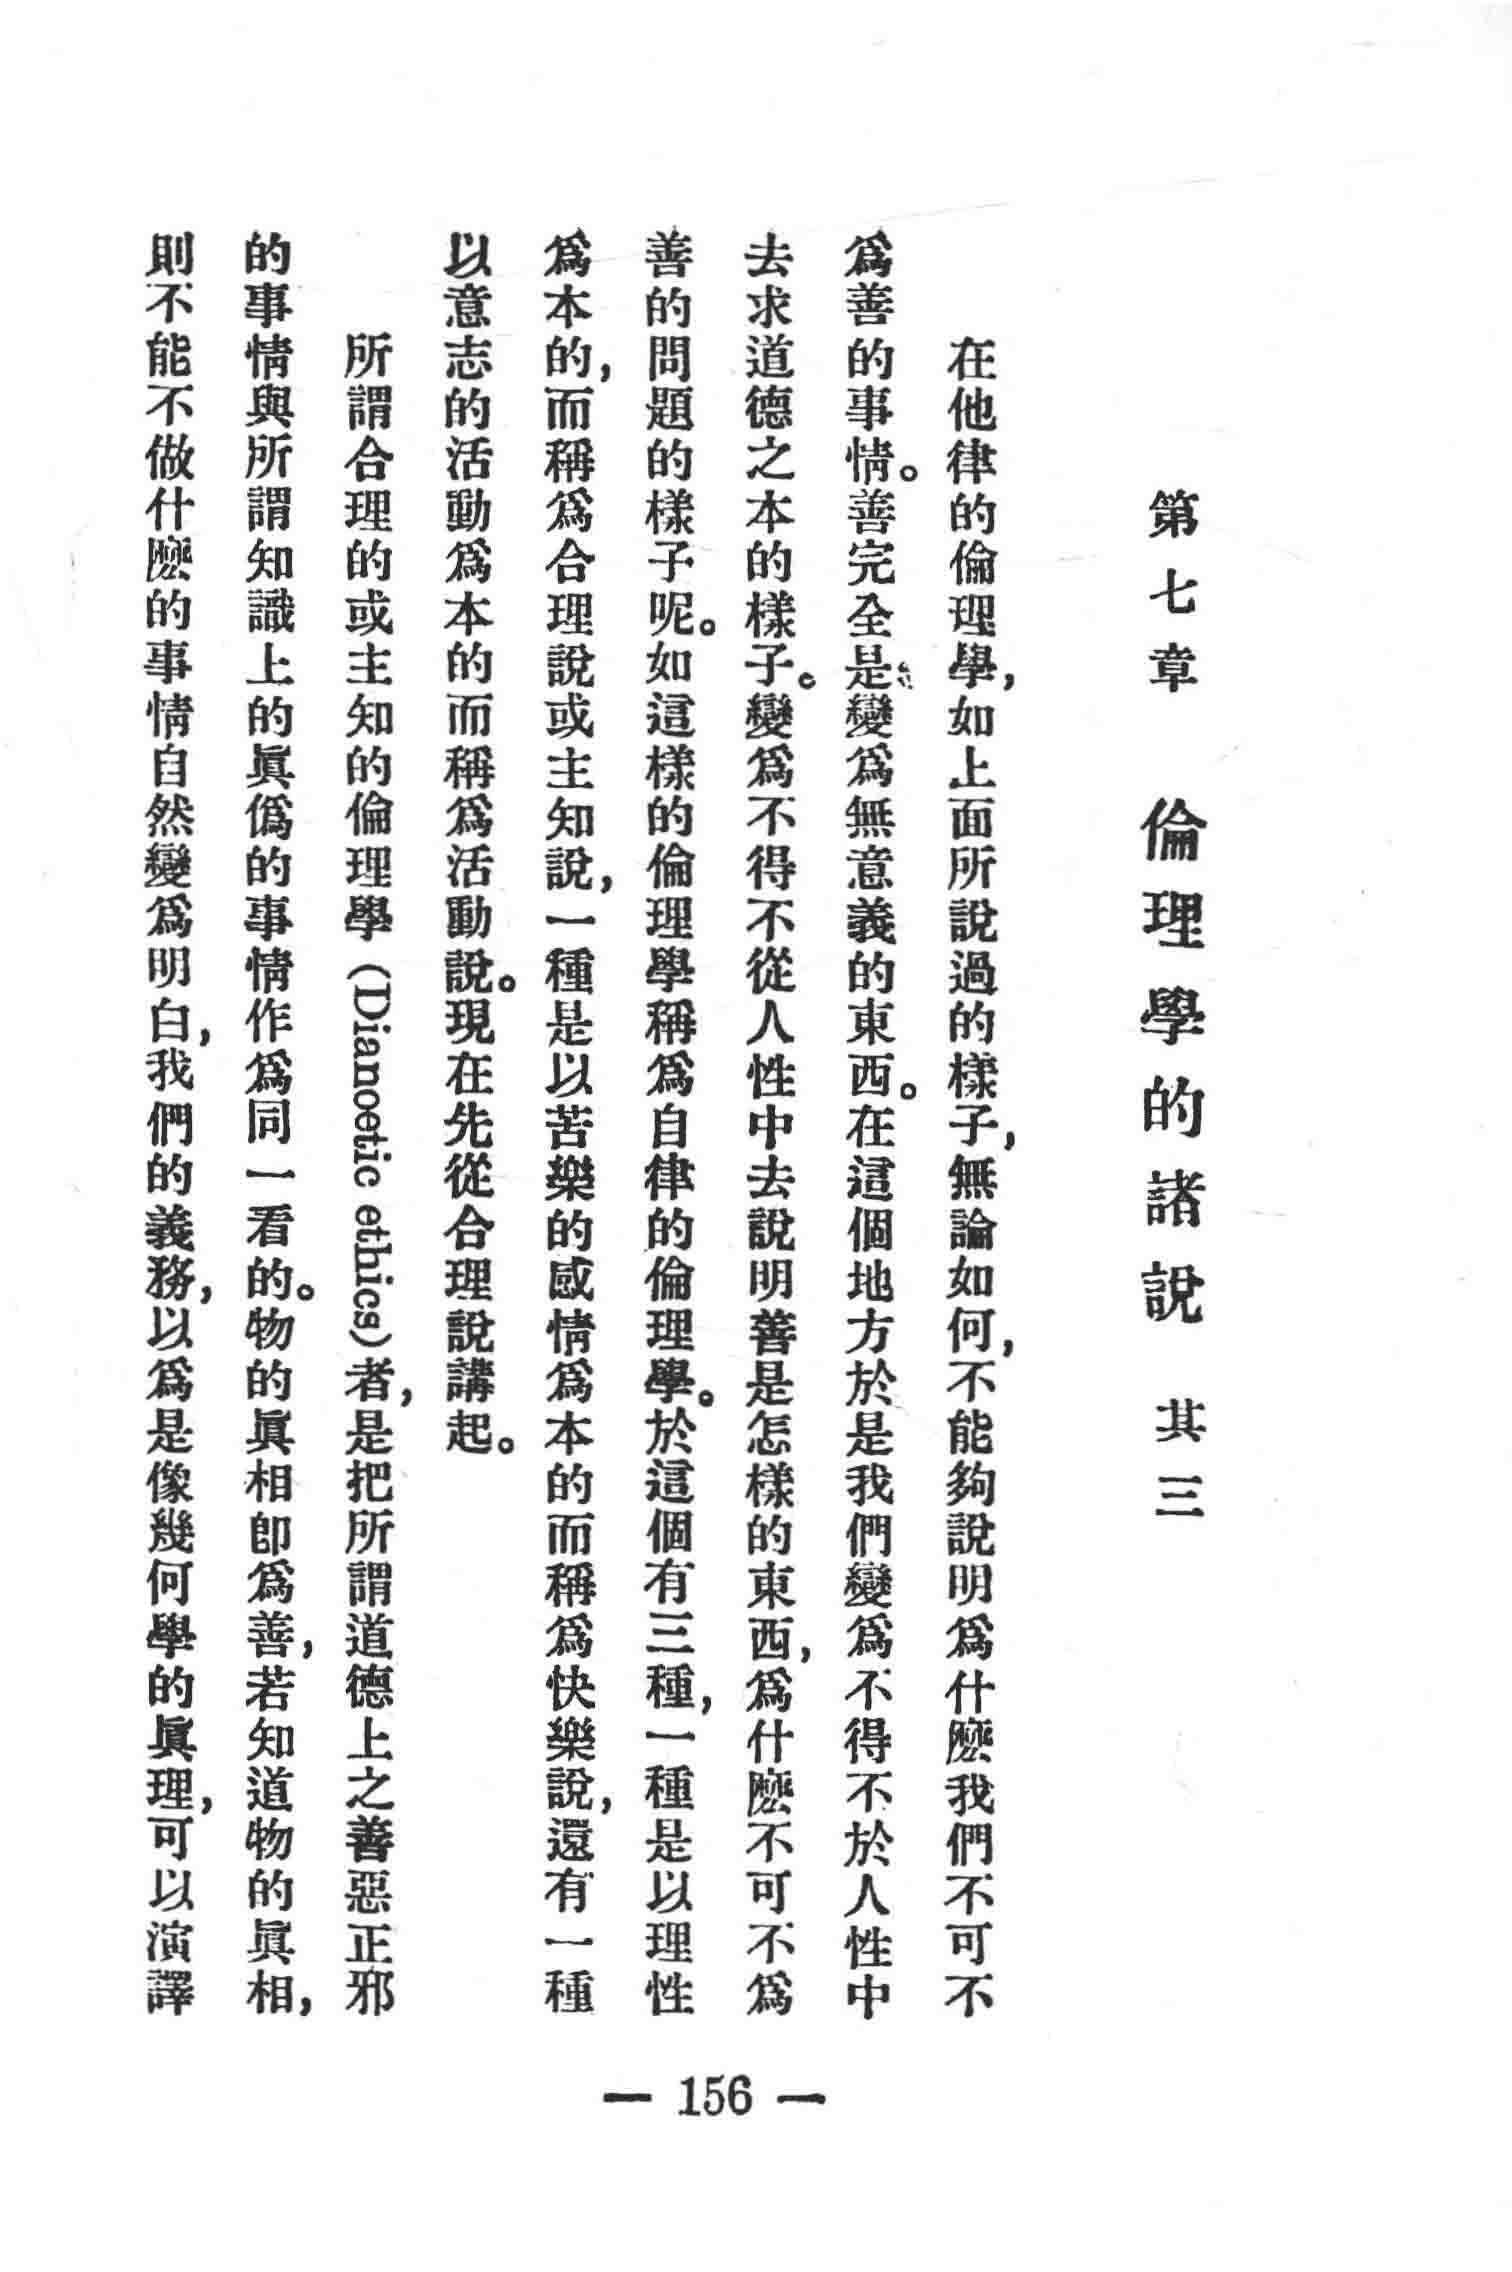 第七章　倫理學的諸說　其三
在他律的倫理學，如上面所說過的樣子，無論如何，不能夠說明爲什麼我們不可不
爲善的事情。善完全是變爲無意義的東西。在這個地方於是我們變爲不得不於人性中
去求道德之本的樣子。變爲不得不從人性中去說明善是怎樣的東西，爲什麼不可不爲
善的問題的樣子呢。如這樣的倫理學稱爲自律的倫理學。於這個有三種，一種是以理性
爲本的，而稱爲合理說或主知說，一種是以苦樂的感情爲本的而稱爲快樂說，還有一種
以意志的活動爲本的而稱爲活動說。現在先從合理說講起。
所謂合理的或主知的倫理學（Dianoetic ethics）者，是把所謂道德上之善惡正邪
的事情與所謂知識上的眞僞的事情作爲同一看的。物的眞相卽爲善，若知道物的眞相，
則不能不做什麼的事情自然變爲明白，我們的義務，以爲是像幾何學的眞理，可以演譯
— 156 —